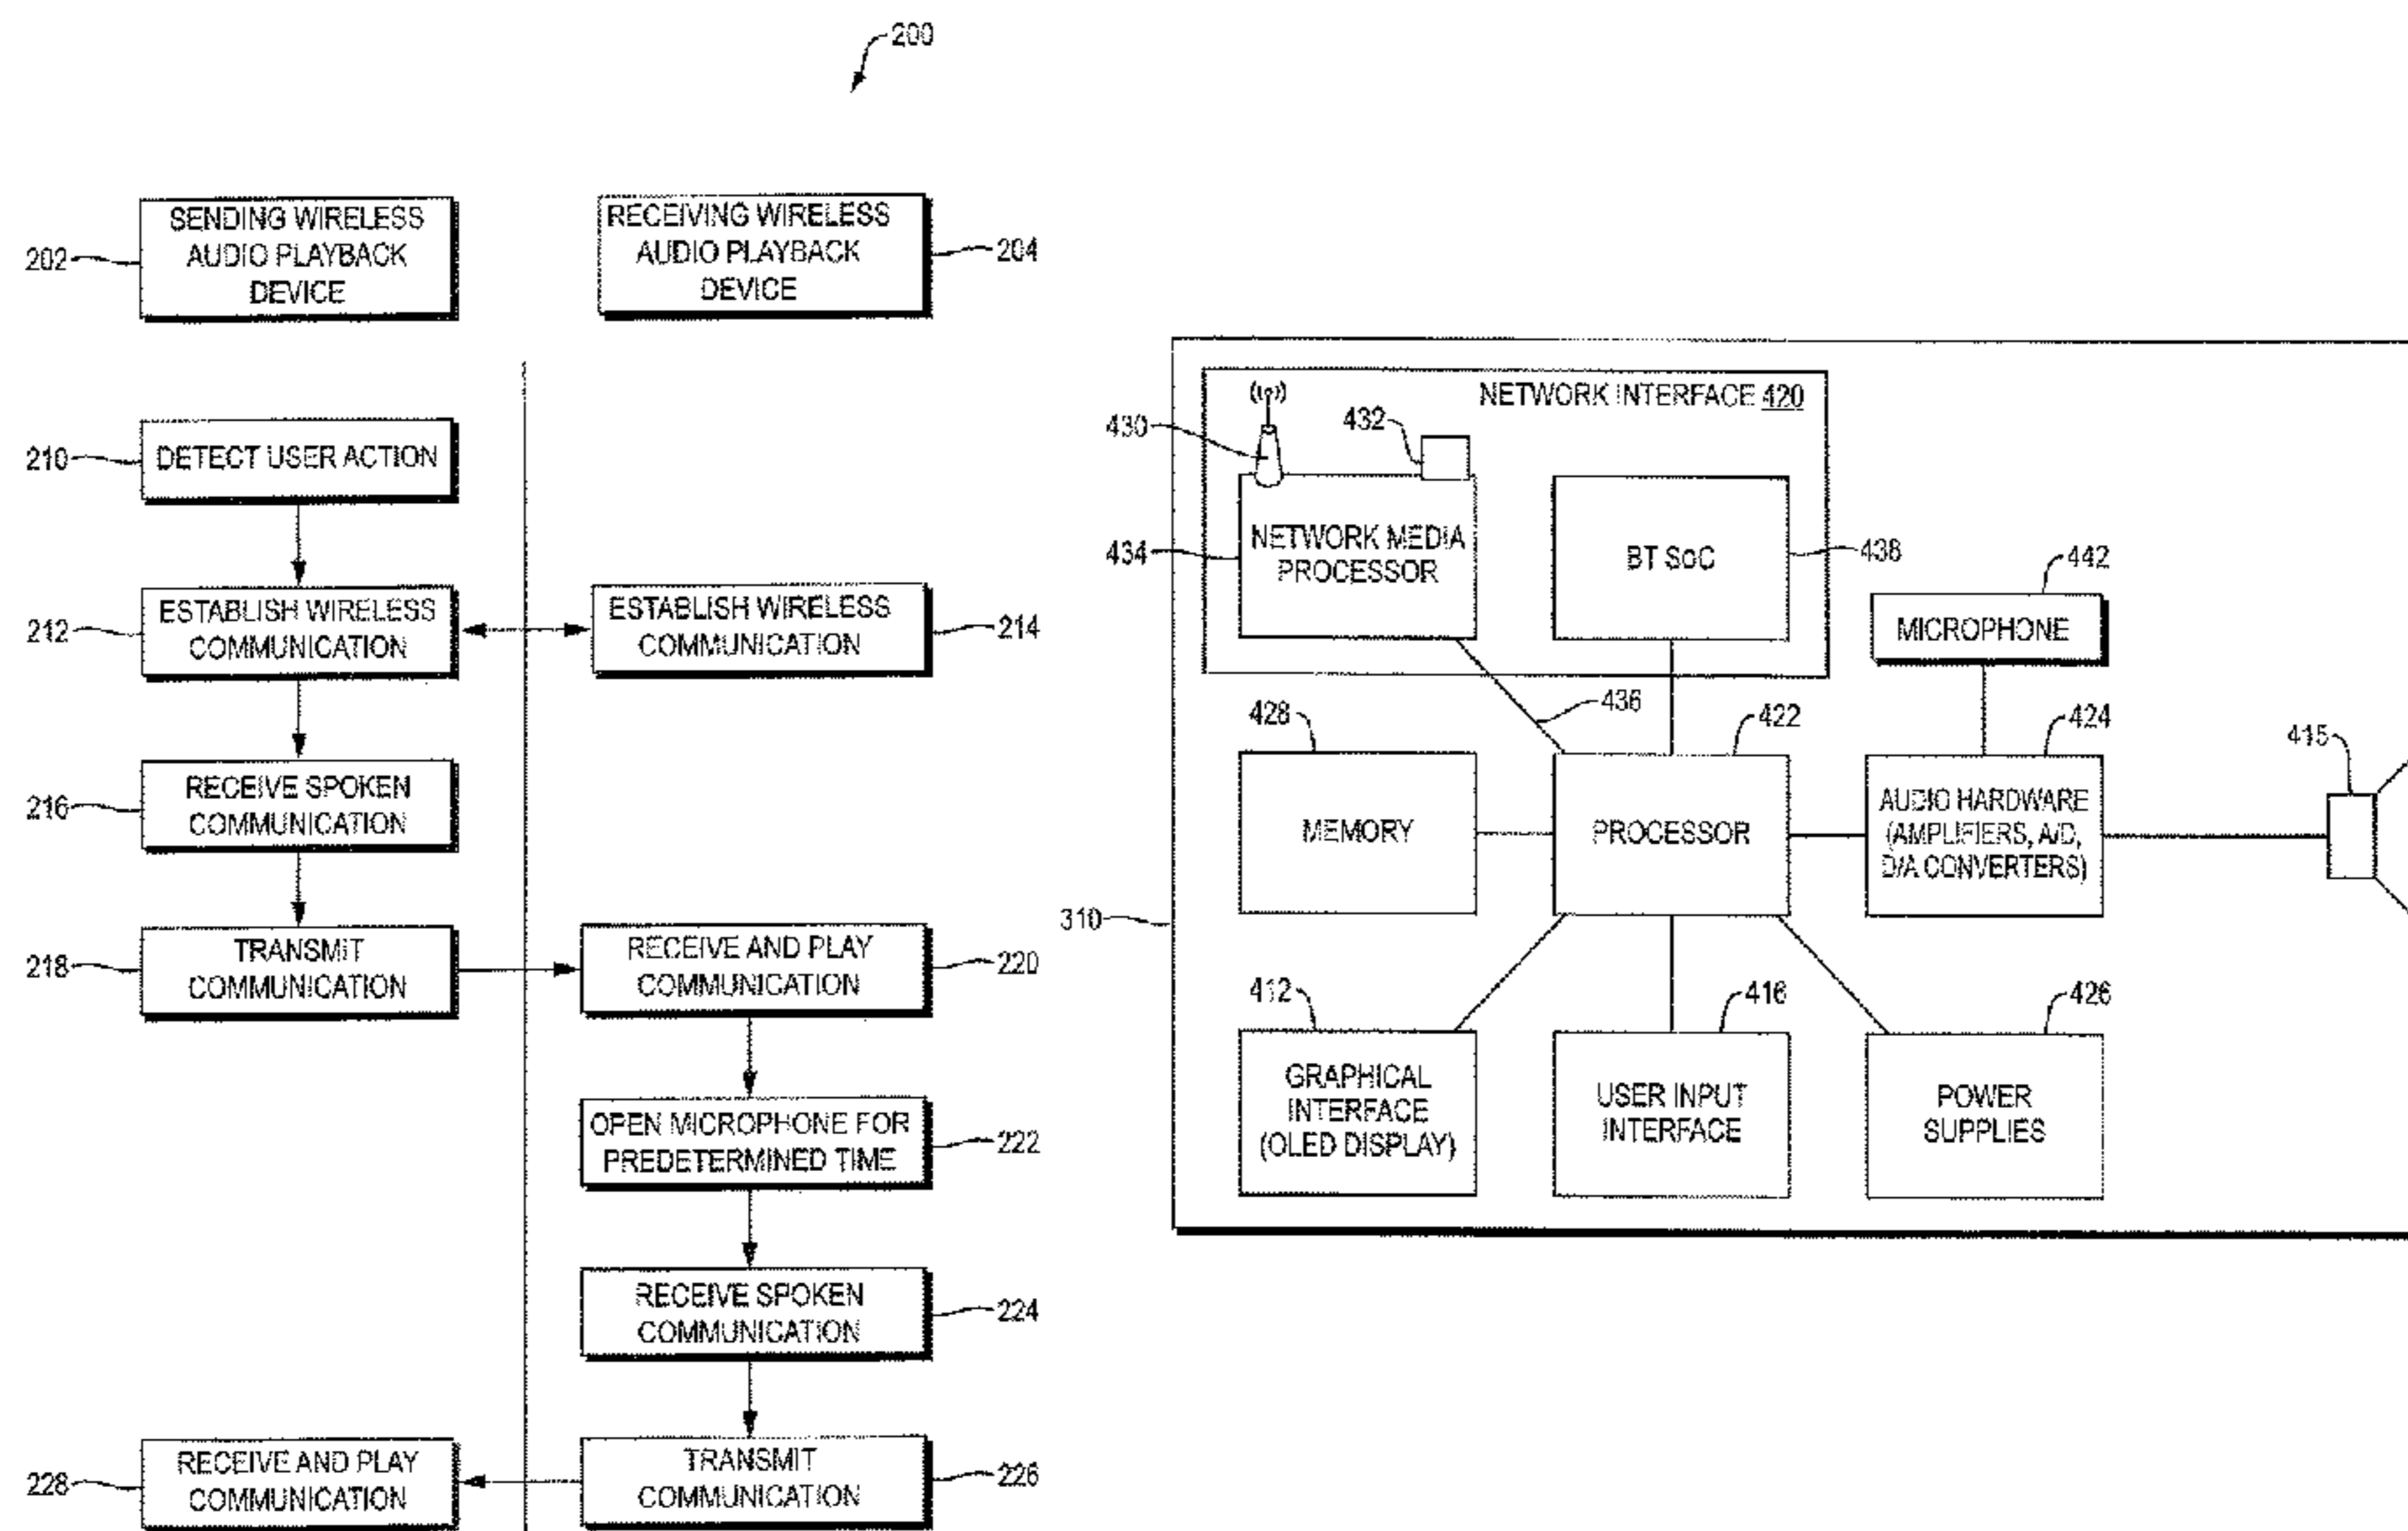 200
SENDING WIRELESS
AUDIO PLAYBACK
DEVICE
202
RECEIVING WIRELESS
AUDIO PLAYBACK
DEVICE
204
210
DETECT USER ACTION
212
ESTABLISH WIRELESS
COMMUNICATION
ESTABLISH WIRELESS
COMMUNICATION
214
216
RECEIVE SPOKEN
COMMUNICATION
218
TRANSMIT
COMMUNICATION
RECEIVE AND PLAY
COMMUNICATION
220
OPEN MICROPHONE FOR
PREDETERMINED TIME
222
RECEIVE SPOKEN
COMMUNICATION
224
228
RECEIVE AND PLAY
COMMUNICATION
TRANSMIT
COMMUNICATION
226
NETWORK INTERFACE 420
430
432
434
NETWORK MEDIA
PROCESSOR
BT SoC
438
442
MICROPHONE
436
428
MEMORY
422
PROCESSOR
424
AUDIO HARDWARE
(AMPLIFIERS, A/D,
D/A CONVERTERS)
415
310
412
GRAPHICAL
INTERFACE
(OLED DISPLAY)
416
USER INPUT
INTERFACE
426
POWER
SUPPLIES